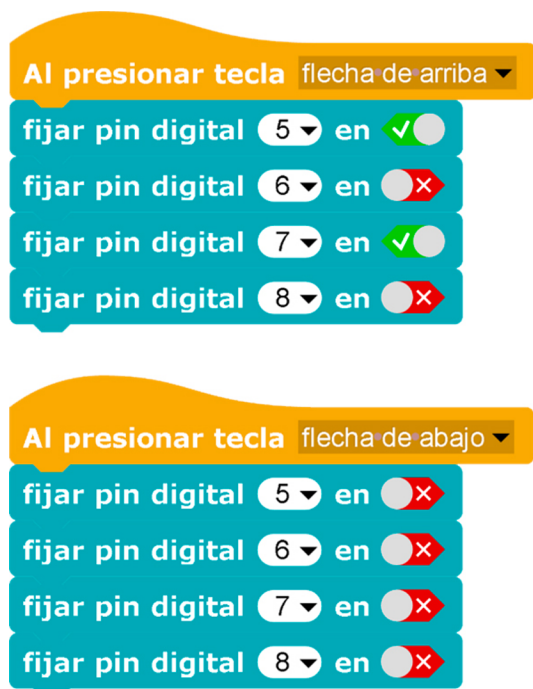 Al presionar tecla flecha de arriba
fijar pin digital 5 en
fijar pin digital 6 en
fijar pin digital 7 en
fijar pin digital 8 en
Al presionar tecla flecha de abajo
fijar pin digital 5 en
fijar pin digital 6 en
fijar pin digital 7 en
fijar pin digital 8 en